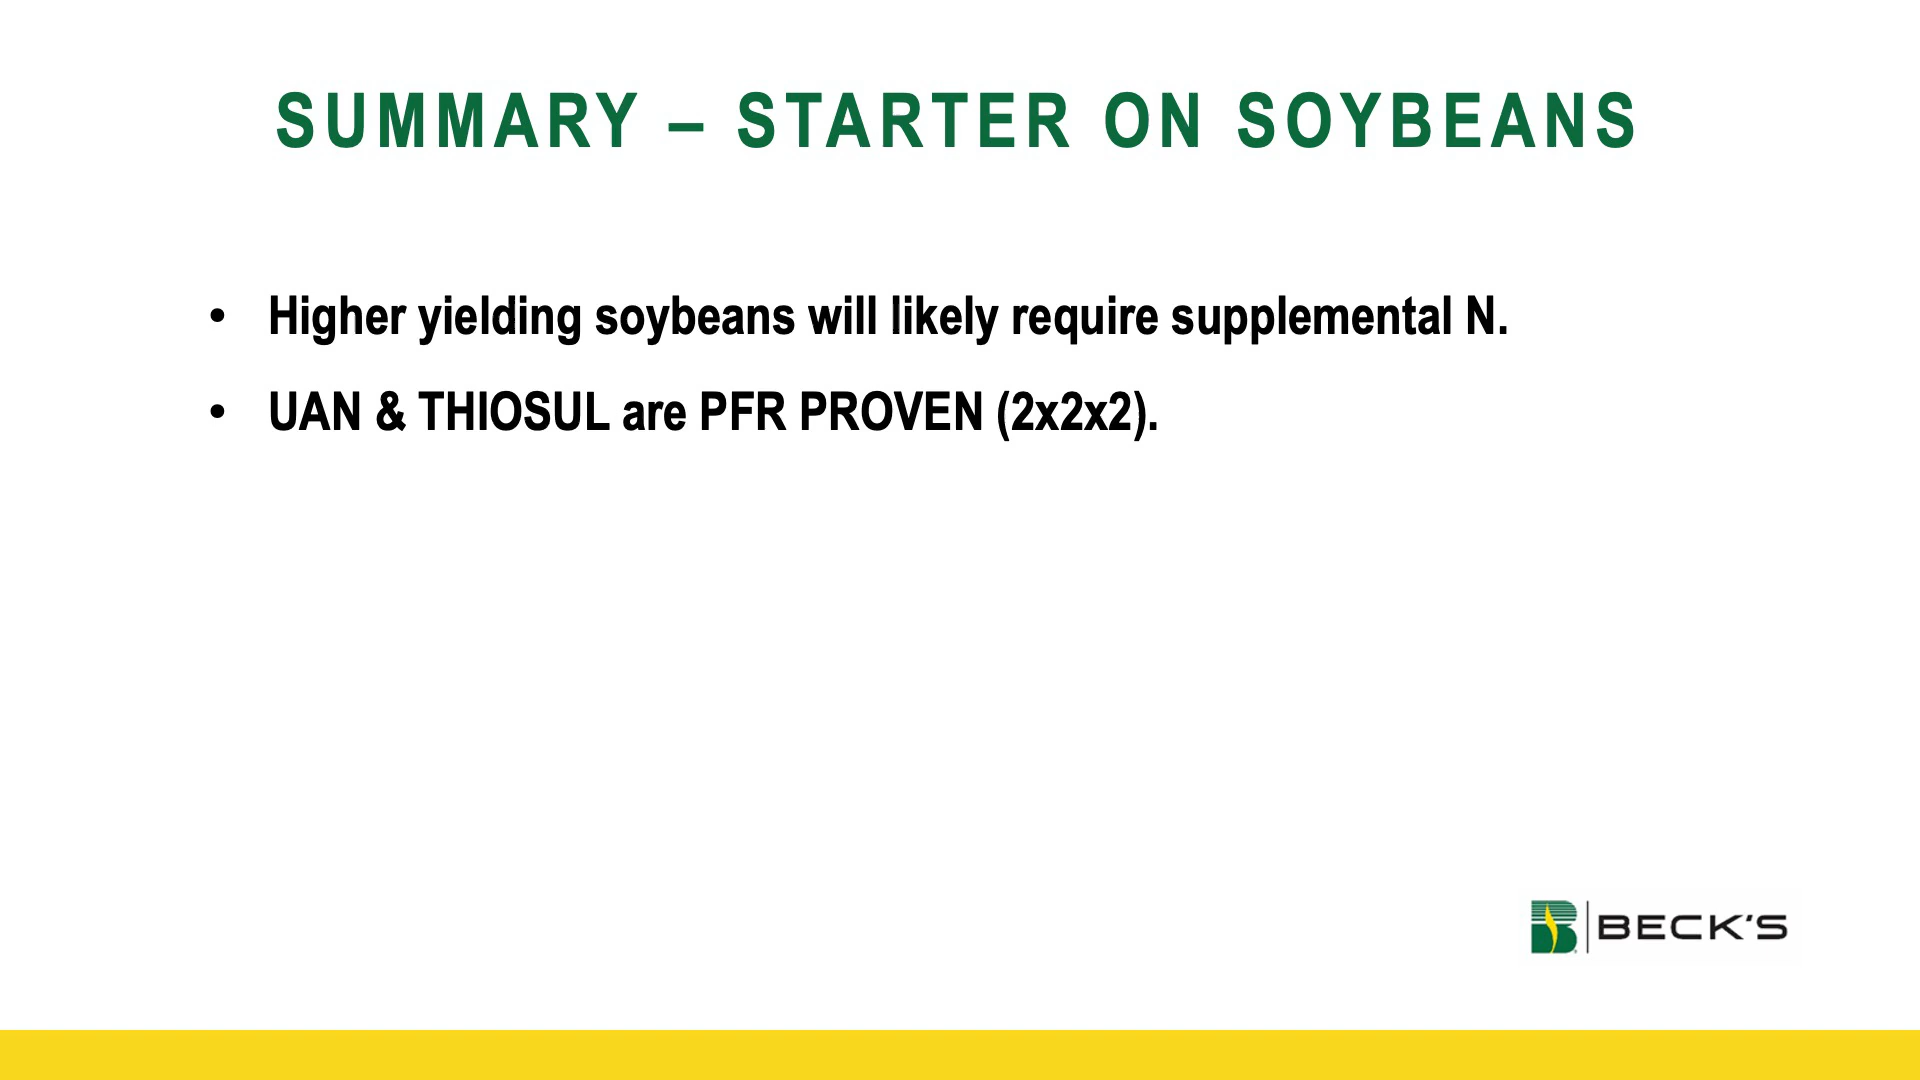 SUMMARY – STARTER ON SOYBEANS
• Higher yielding soybeans will likely require supplemental N.
• UAN & THIOSUL are PFR PROVEN (2x2x2).
B BECK'S